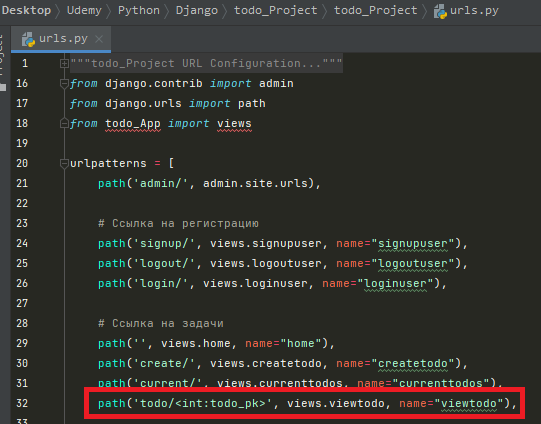 Desktop > Udemy > Python > Django > todo_Project > todo_Project > urls.py
urls.py
1 """todo_Project URL Configuration..."""
16 from django.contrib import admin
17 from django.urls import path
18 from todo_App import views
19
20 urlpatterns = [
21 path('admin/', admin.site.urls),
22
23 # Ссылка на регистрацию
24 path('signup/', views.signupuser, name="signupuser"),
25 path('logout/', views.logoutuser, name="logoutuser"),
26 path('login/', views.loginuser, name="loginuser"),
27
28 # Ссылка на задачи
29 path('', views.home, name="home"),
30 path('create/', views.createtodo, name="createtodo"),
31 path('current/', views.currenttodos, name="currenttodos"),
32 path('todo/<int:todo_pk>', views.viewtodo, name="viewtodo"),
33